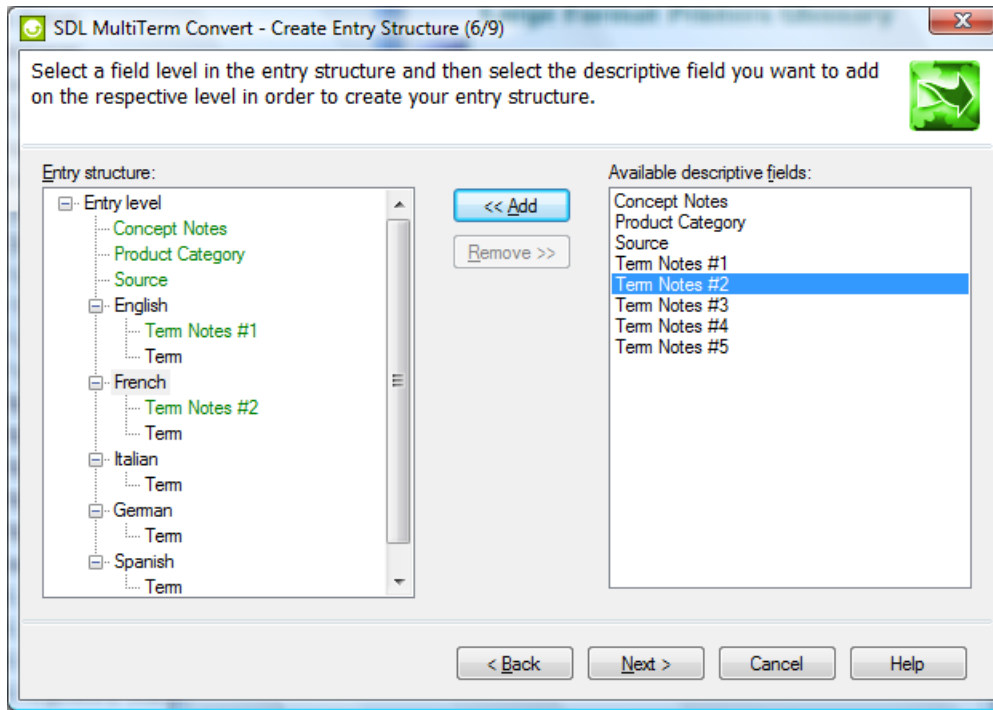 Large Format Printers Glossary
SDL MultiTerm Convert - Create Entry Structure (6/9)
Select a field level in the entry structure and then select the descriptive field you want to add
on the respective level in order to create your entry structure.
Entry structure:
Entry level
Concept Notes
Product Category
Source
English
Term Notes #1
Term
French
Term Notes #2
Term
Italian
Term
German
Term
Spanish
Term
<< Add
Remove >>
Available descriptive fields:
Concept Notes
Product Category
Source
Term Notes #1
Term Notes #2
Term Notes #3
Term Notes #4
Term Notes #5
< Back
Next >
Cancel
Help